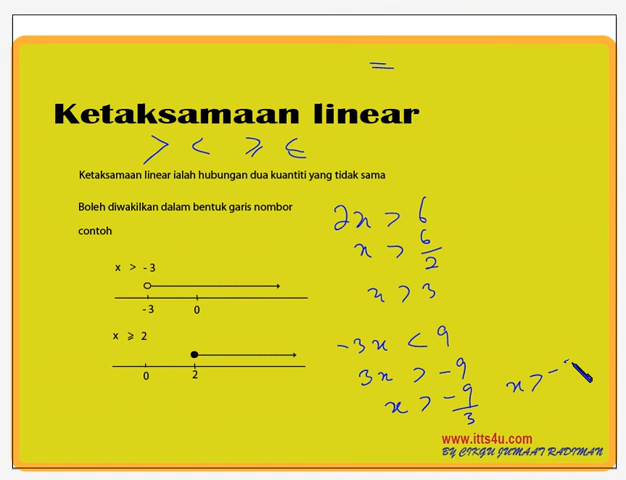 =
Ketaksamaan linear
> < ⩾ ⩽
Ketaksamaan linear ialah hubungan dua kuantiti yang tidak sama
Boleh diwakilkan dalam bentuk garis nombor
contoh
x > -3
-3 0
x ⩾ 2
0 2
2x > 6
x > 6/2
x > 3
-3x < 9
3x > -9
x > -9/3
x > -
www.itts4u.com
BY CIKGU JUMAAT RADIMAN